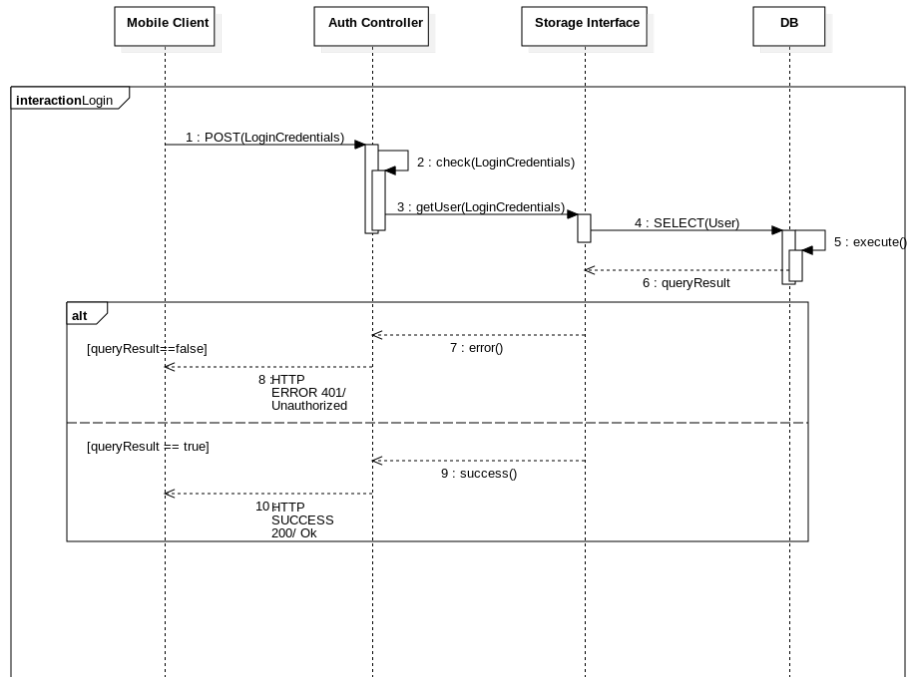 Mobile Client
Auth Controller
Storage Interface
DB
interactionLogin
1 : POST(LoginCredentials)
2 : check(LoginCredentials)
3 : getUser(LoginCredentials)
4 : SELECT(User)
5 : execute()
6 : queryResult
alt
7 : error()
[queryResult==false]
8 :HTTP
ERROR 401/
Unauthorized
[queryResult == true]
9 : success()
10 :HTTP
SUCCESS
200/ Ok